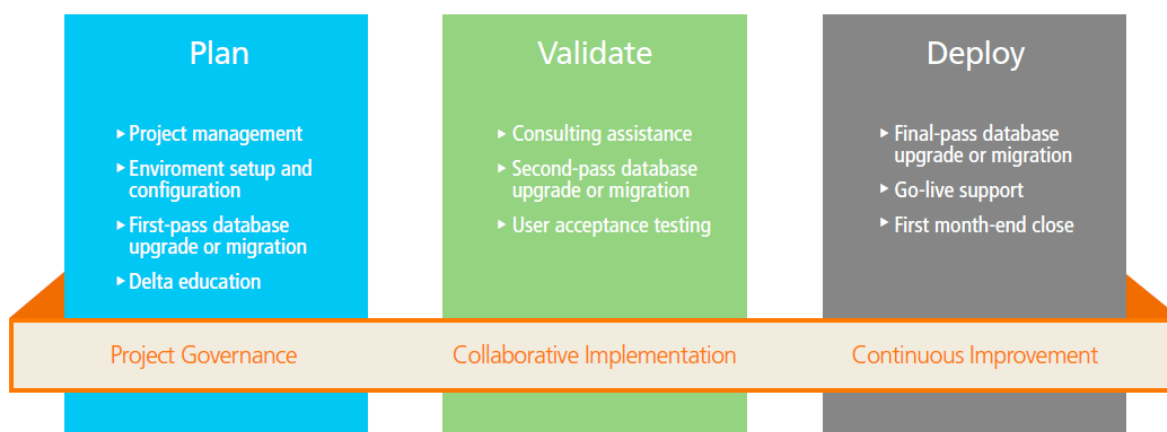 Plan
Project management
Enviroment setup and
configuration
First-pass database
upgrade or migration
Delta education
Validate
Consulting assistance
Second-pass database
upgrade or migration
User acceptance testing
Deploy
Final-pass database
upgrade or migration
Go-live support
First month-end close
Project Governance
Collaborative Implementation
Continuous Improvement